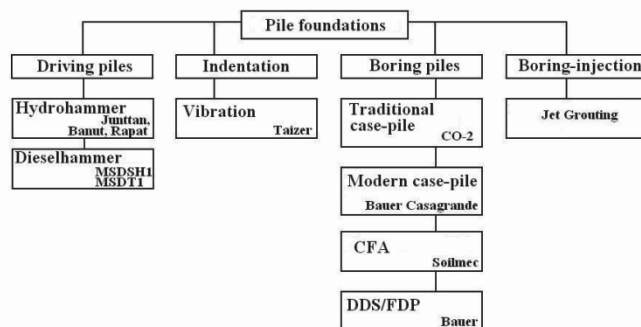 Pile foundations
Driving piles
Indentation
Boring piles
Boring-injection
Hydrohammer
Junttan,
Banut, Rapat
Dieselhammer
MSDSH1
MSDT1
Vibration
Taizer
Traditional
case-pile
CO-2
Modern case-pile
Bauer Casagrande
CFA
Soilmec
DDS/FDP
Bauer
Jet Grouting